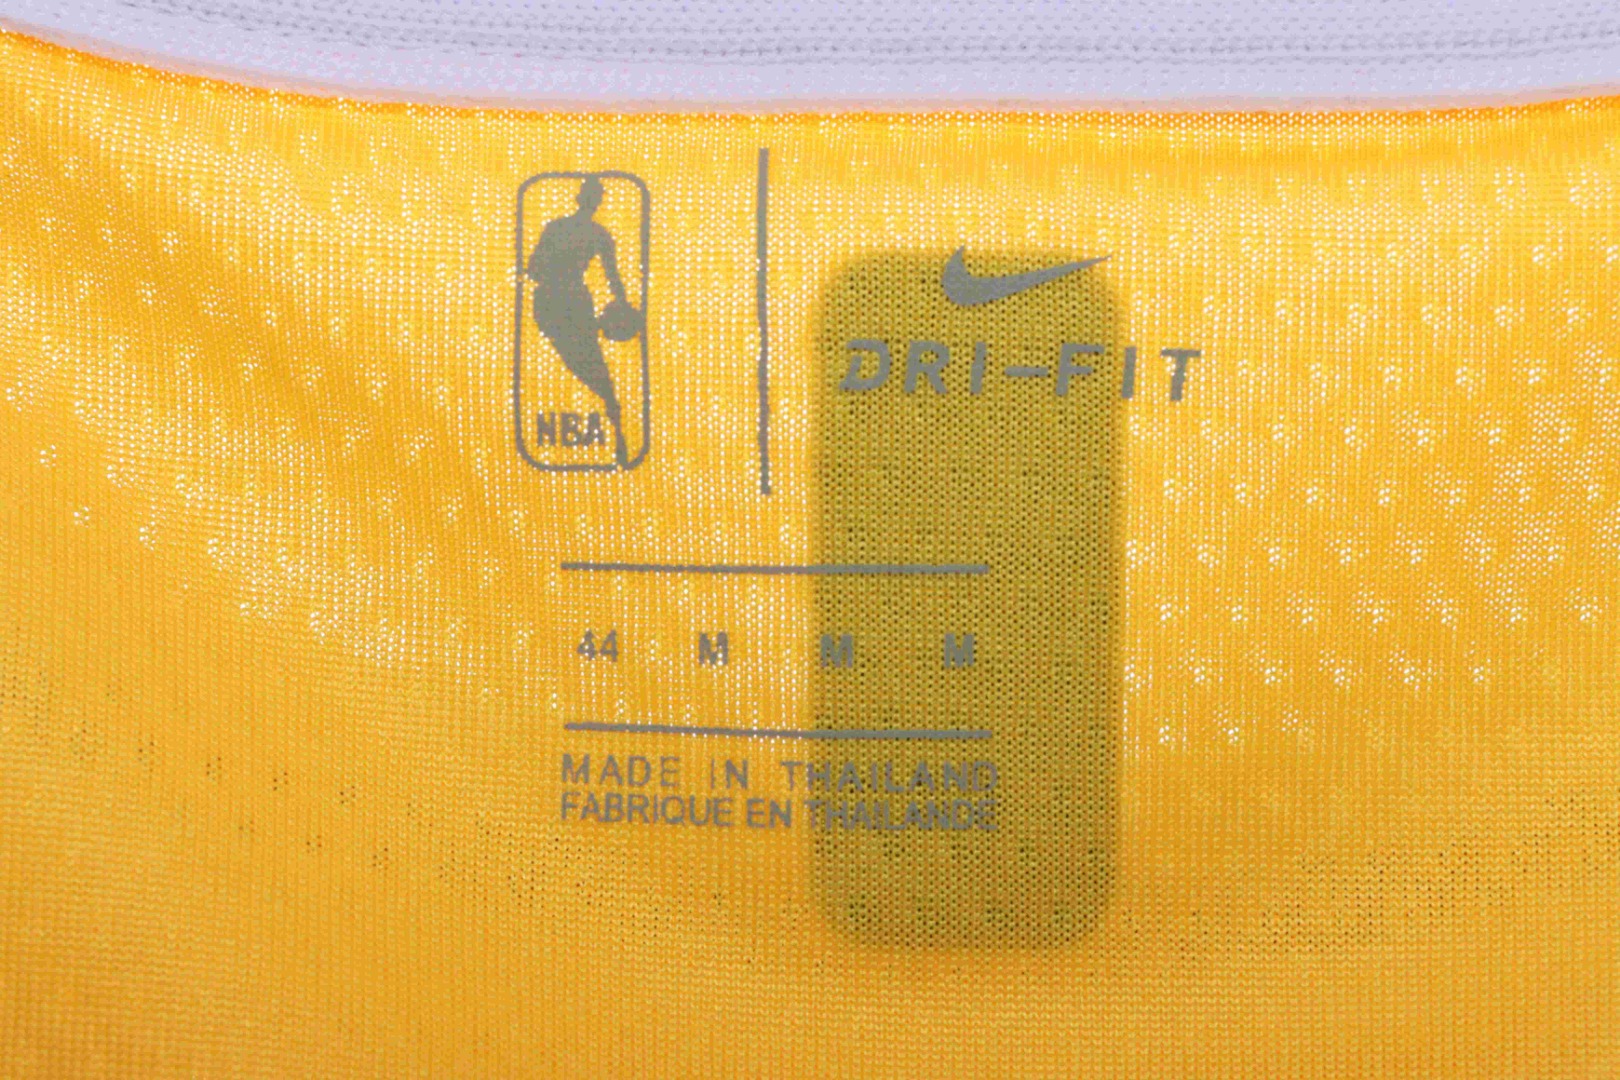 NBA
DRI-FIT
44 M M M
MADE IN THAILAND
FABRIQUE EN THAILANDE